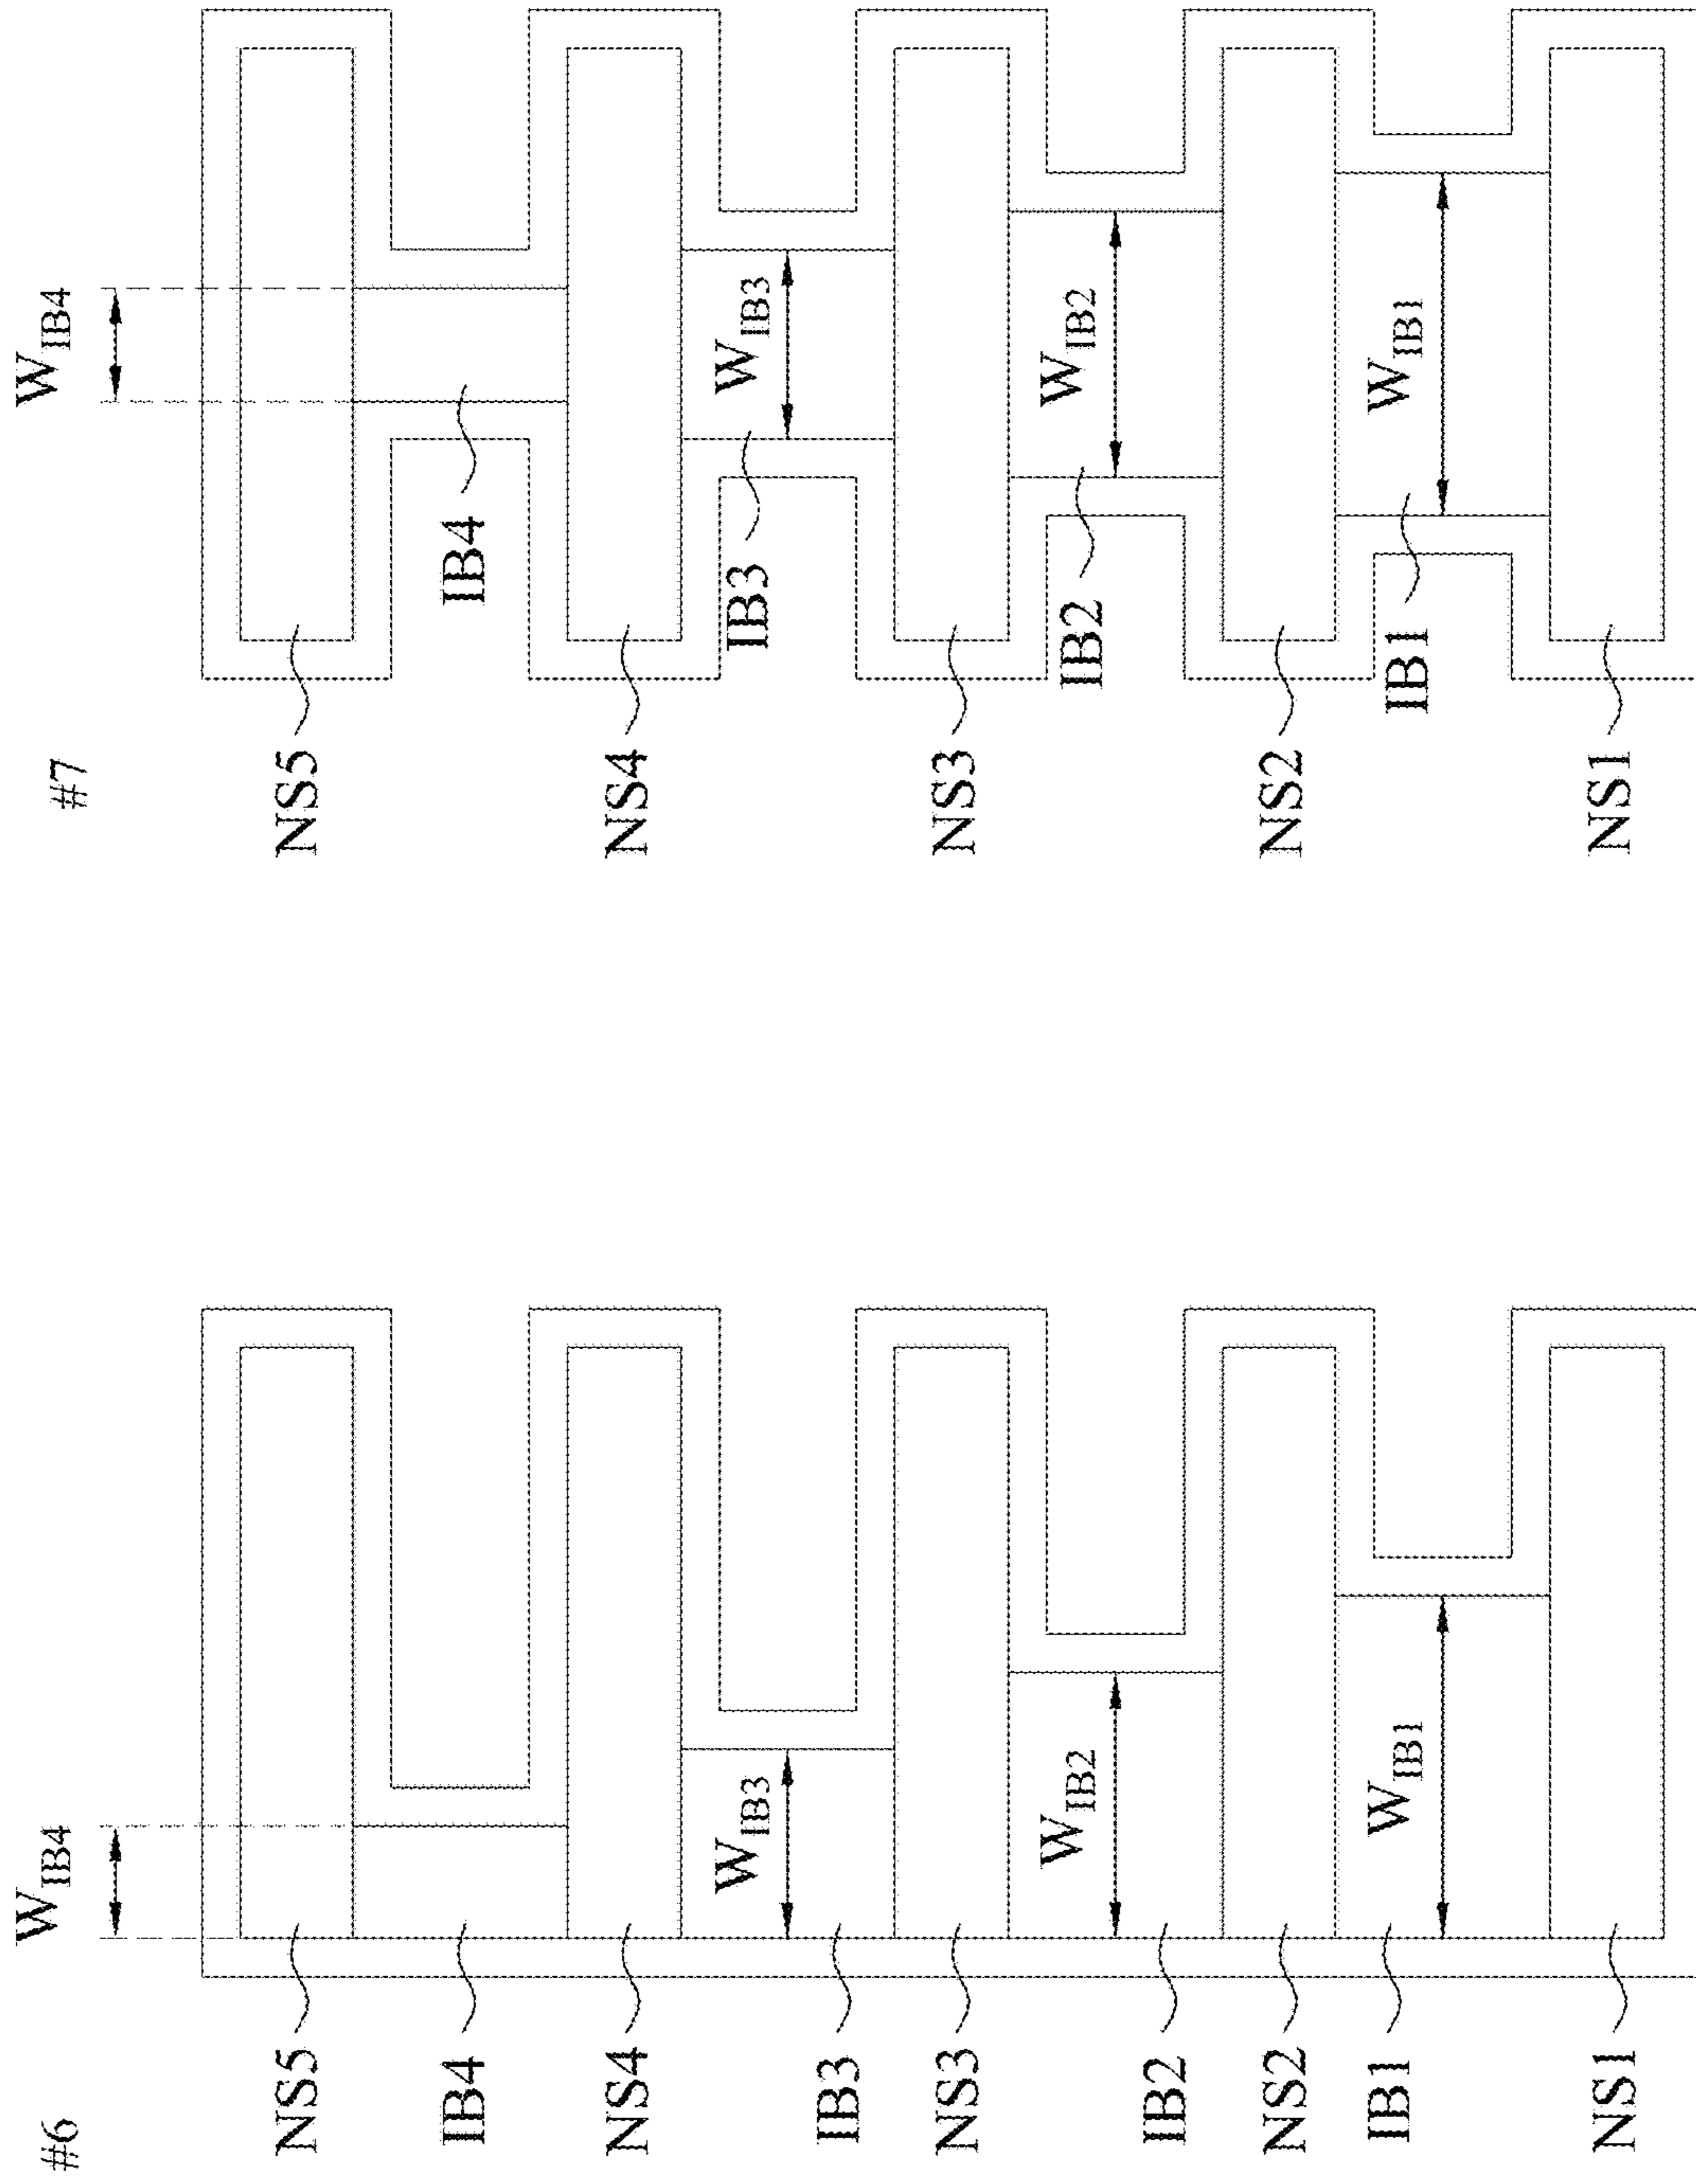 #6
W_IB4
NS5
IB4
NS4
W_IB3
IB3
NS3
W_IB2
IB2
NS2
W_IB1
IB1
NS1
#7
W_IB4
NS5
IB4
NS4
W_IB3
IB3
NS3
W_IB2
IB2
NS2
W_IB1
IB1
NS1